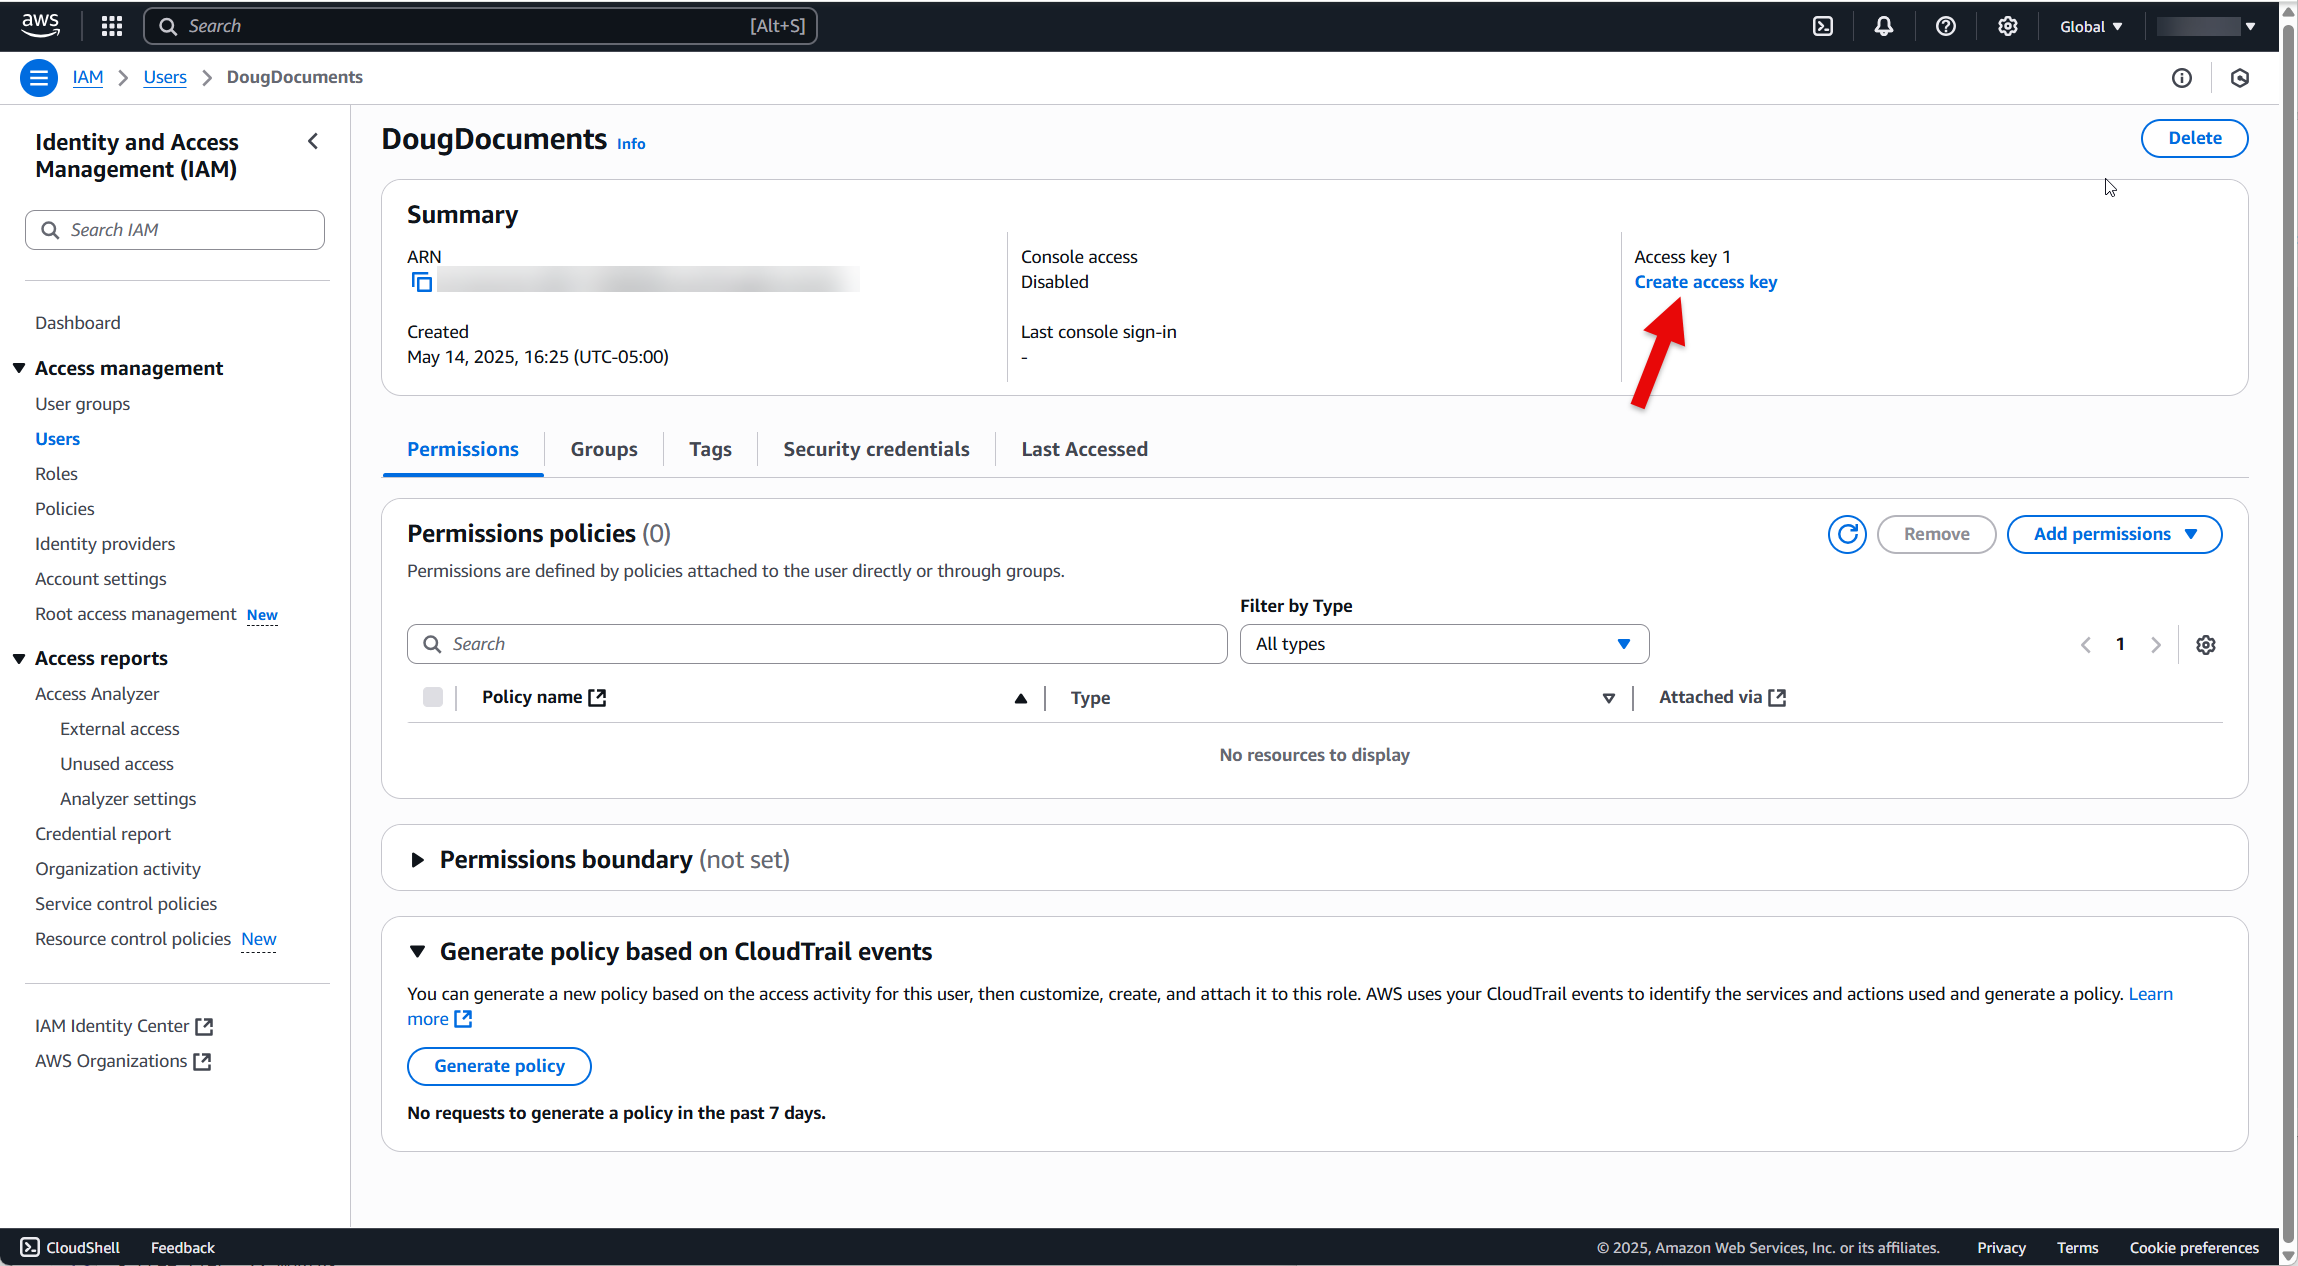 aws
Search
[Alt+S]
Global
IAM
Users
DougDocuments
Identity and Access
Management (IAM)
Search IAM
Dashboard
Access management
User groups
Users
Roles
Policies
Identity providers
Account settings
Root access management New
Access reports
Access Analyzer
External access
Unused access
Analyzer settings
Credential report
Organization activity
Service control policies
Resource control policies New
IAM Identity Center
AWS Organizations
DougDocuments Info
Delete
Summary
ARN
Created
May 14, 2025, 16:25 (UTC-05:00)
Console access
Disabled
Last console sign-in
-
Access key 1
Create access key
Permissions
Groups
Tags
Security credentials
Last Accessed
Permissions policies (0)
Remove
Add permissions
Permissions are defined by policies attached to the user directly or through groups.
Filter by Type
Search
All types
1
Policy name
Type
Attached via
No resources to display
Permissions boundary (not set)
Generate policy based on CloudTrail events
You can generate a new policy based on the access activity for this user, then customize, create, and attach it to this role. AWS uses your CloudTrail events to identify the services and actions used and generate a policy. Learn
more
Generate policy
No requests to generate a policy in the past 7 days.
CloudShell
Feedback
© 2025, Amazon Web Services, Inc. or its affiliates.
Privacy
Terms
Cookie preferences